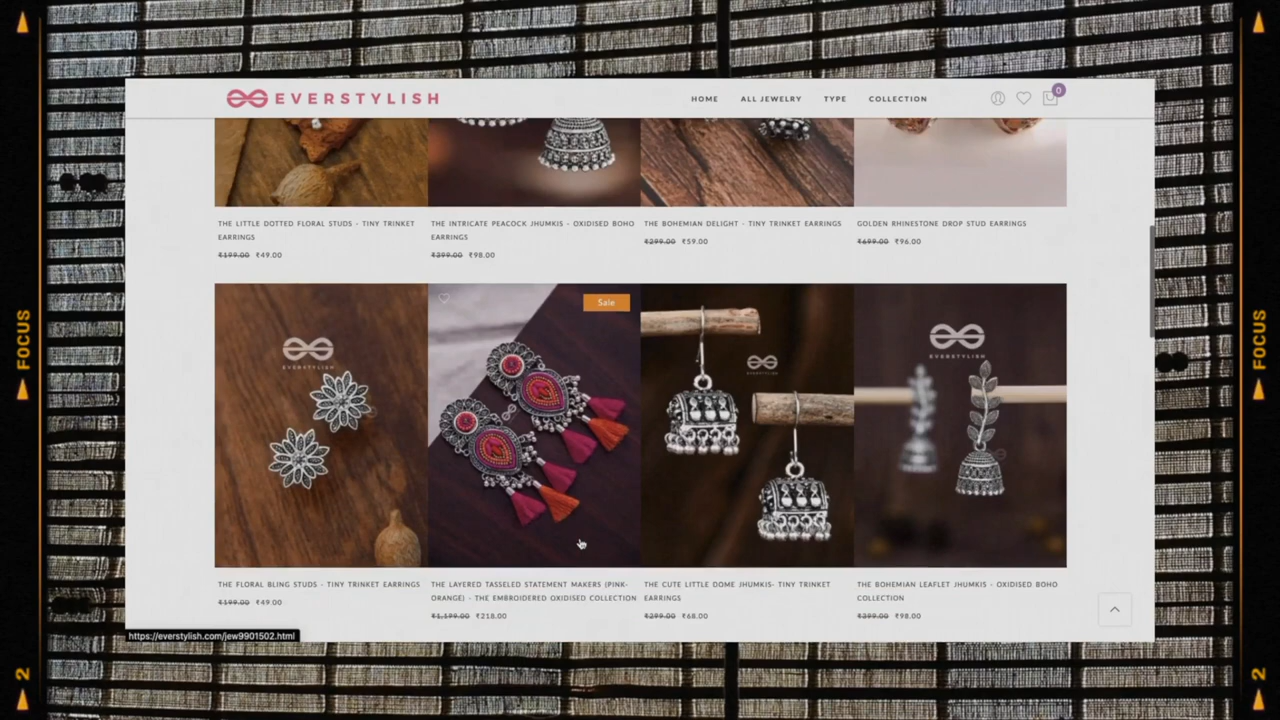 EVERSTYLISH
HOME ALL JEWELRY TYPE COLLECTION
0
THE LITTLE DOTTED FLORAL STUDS - TINY TRINKET
EARRINGS
₹199.00 ₹49.00
THE INTRICATE PEACOCK JHUMKIS - OXIDISED BOHO
EARRINGS
₹399.00 ₹98.00
THE BOHEMIAN DELIGHT - TINY TRINKET EARRINGS
₹299.00 ₹59.00
GOLDEN RHINESTONE DROP STUD EARRINGS
₹699.00 ₹96.00
EVERSTYLISH
Sale
EVERSTYLISH
EVERSTYLISH
THE FLORAL BLING STUDS - TINY TRINKET EARRINGS
₹199.00 ₹49.00
THE LAYERED TASSELED STATEMENT MAKERS (PINK-
ORANGE) - THE EMBROIDERED OXIDISED COLLECTION
₹1,199.00 ₹218.00
THE CUTE LITTLE DOME JHUMKIS- TINY TRINKET
EARRINGS
₹299.00 ₹68.00
THE BOHEMIAN LEAFLET JHUMKIS - OXIDISED BOHO
COLLECTION
₹399.00 ₹98.00
https://everstylish.com/jew9901502.html
FOCUS
2
FOCUS
2